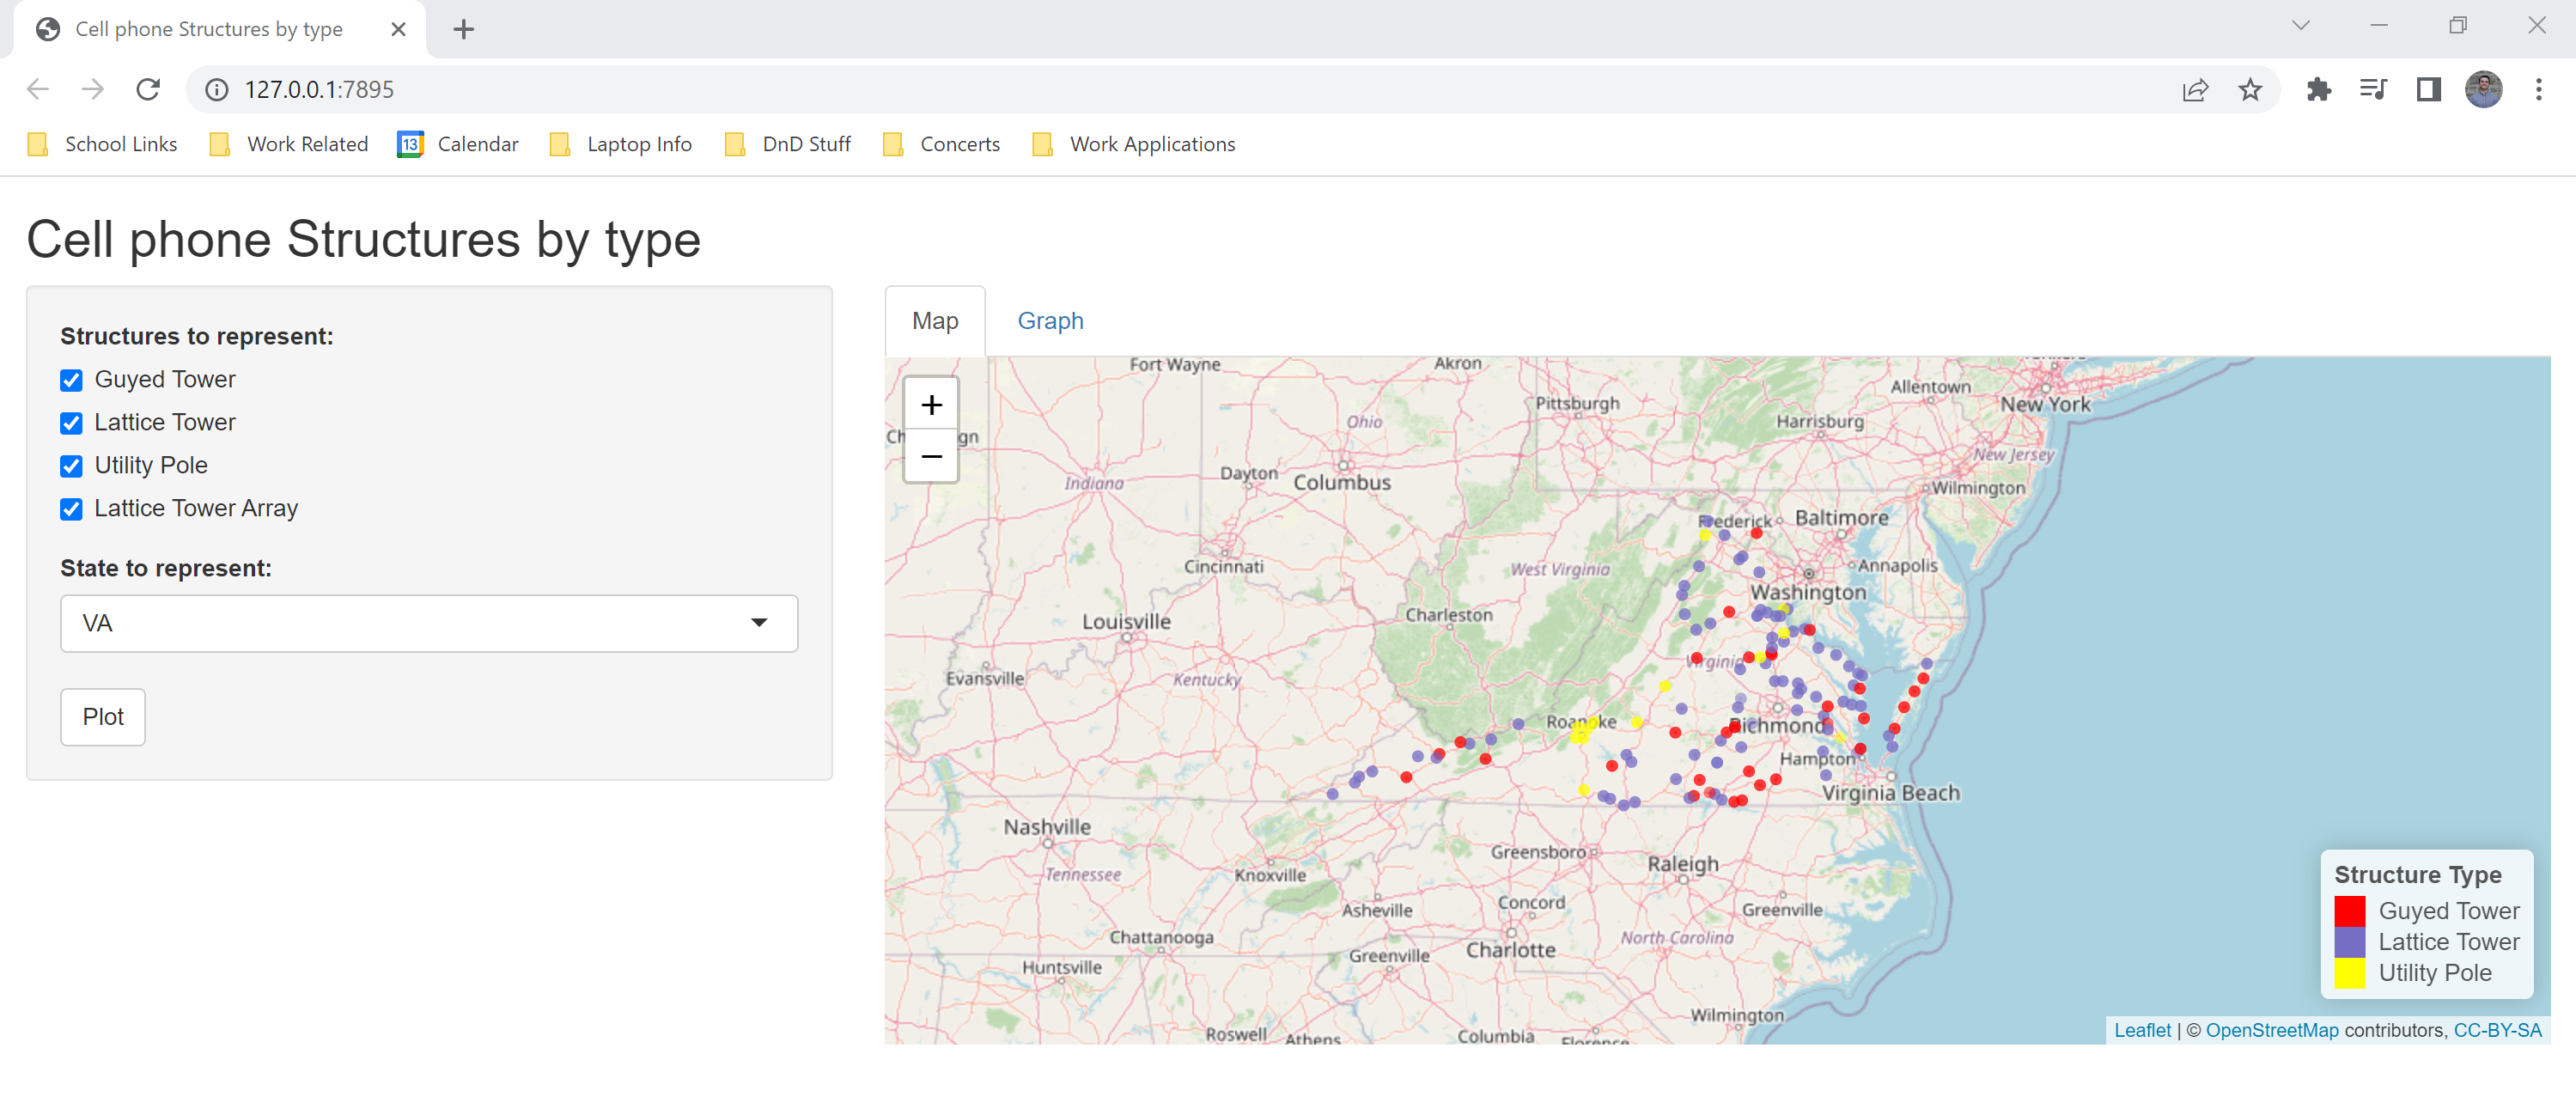 Cell phone Structures by type
127.0.0.1:7895
School Links
Work Related
13
Calendar
Laptop Info
DnD Stuff
Concerts
Work Applications
Cell phone Structures by type
Structures to represent:
Guyed Tower
Lattice Tower
Utility Pole
Lattice Tower Array
State to represent:
VA
Plot
Map
Graph
+
−
Fort Wayne
Akron
Allentown
New York
Pittsburgh
Ohio
Harrisburg
New Jersey
Dayton
Columbus
Indiana
Wilmington
Frederick
Baltimore
Cincinnati
West Virginia
Annapolis
Washington
Charleston
Louisville
Virginia
Evansville
Kentucky
Roanoke
Richmond
Hampton
Virginia Beach
Nashville
Greensboro
Raleigh
Tennessee
Knoxville
Asheville
Concord
Greenville
Chattanooga
North Carolina
Charlotte
Greenville
Huntsville
Wilmington
Roswell
Athens
Columbia
Florence
Structure Type
Guyed Tower
Lattice Tower
Utility Pole
Leaflet | © OpenStreetMap contributors, CC-BY-SA